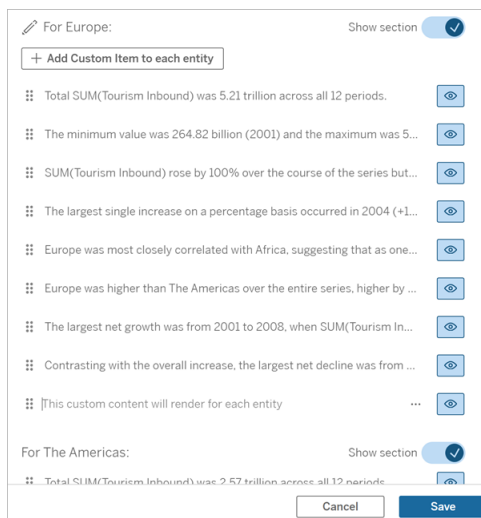 For Europe:
Show section
+ Add Custom Item to each entity
Total SUM(Tourism Inbound) was 5.21 trillion across all 12 periods.
The minimum value was 264.82 billion (2001) and the maximum was 5...
SUM(Tourism Inbound) rose by 100% over the course of the series but...
The largest single increase on a percentage basis occurred in 2004 (+1...
Europe was most closely correlated with Africa, suggesting that as one...
Europe was higher than The Americas over the entire series, higher by ...
The largest net growth was from 2001 to 2008, when SUM(Tourism In...
Contrasting with the overall increase, the largest net decline was from ...
This custom content will render for each entity
For The Americas:
Show section
Total SUM(Tourism Inbound) was 2.57 trillion across all 12 periods
Cancel
Save